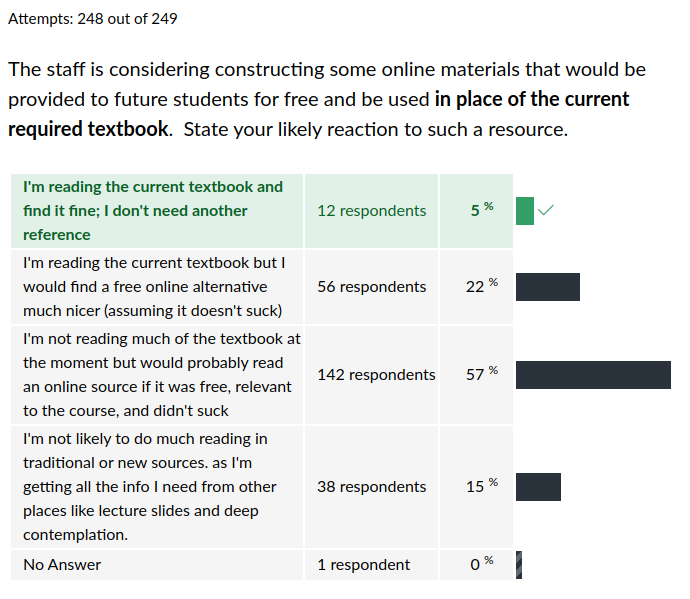 Attempts: 248 out of 249
The staff is considering constructing some online materials that would be
provided to future students for free and be used in place of the current
required textbook.  State your likely reaction to such a resource.
I'm reading the current textbook and
find it fine; I don't need another
reference
12 respondents
5 %
I'm reading the current textbook but I
would find a free online alternative
much nicer (assuming it doesn't suck)
56 respondents
22 %
I'm not reading much of the textbook at
the moment but would probably read
an online source if it was free, relevant
to the course, and didn't suck
142 respondents
57 %
I'm not likely to do much reading in
traditional or new sources. as I'm
getting all the info I need from other
places like lecture slides and deep
contemplation.
38 respondents
15 %
No Answer
1 respondent
0 %